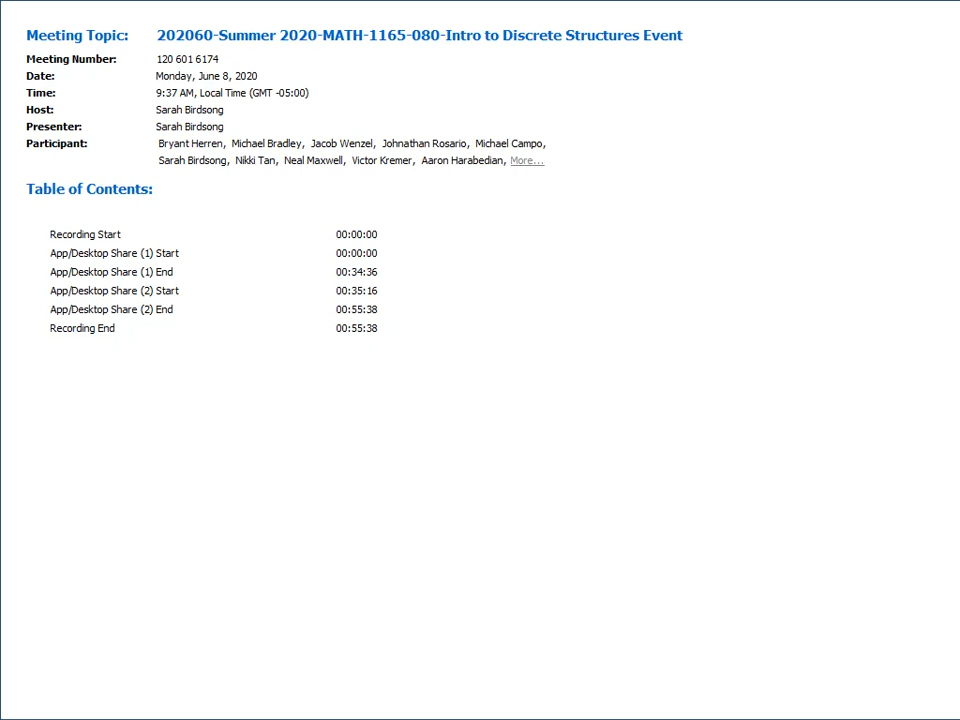 Meeting Topic: 202060-Summer 2020-MATH-1165-080-Intro to Discrete Structures Event
Meeting Number: 120 601 6174
Date: Monday, June 8, 2020
Time: 9:37 AM, Local Time (GMT -05:00)
Host: Sarah Birdsong
Presenter: Sarah Birdsong
Participant: Bryant Herren, Michael Bradley, Jacob Wenzel, Johnathan Rosario, Michael Campo,
Sarah Birdsong, Nikki Tan, Neal Maxwell, Victor Kremer, Aaron Harabedian, More...
Table of Contents:
Recording Start 00:00:00
App/Desktop Share (1) Start 00:00:00
App/Desktop Share (1) End 00:34:36
App/Desktop Share (2) Start 00:35:16
App/Desktop Share (2) End 00:55:38
Recording End 00:55:38